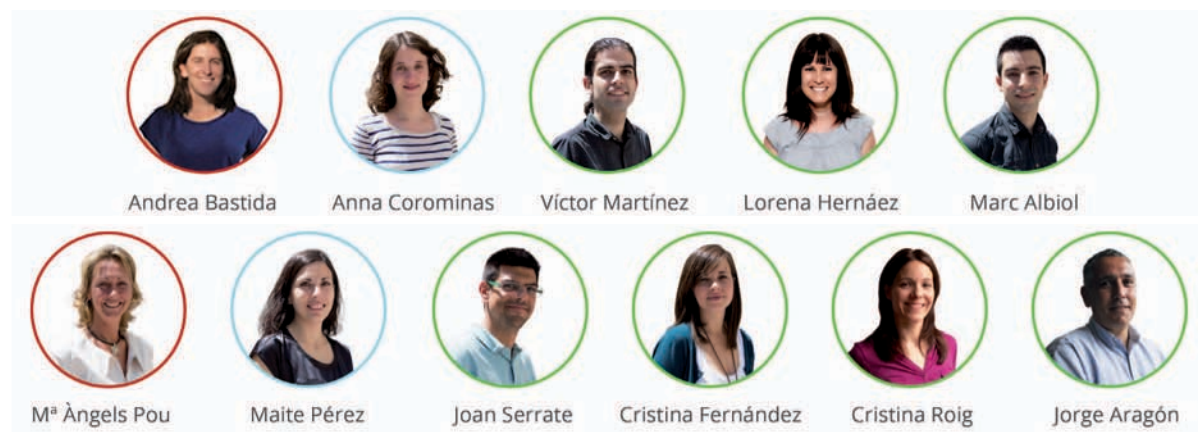 Andrea Bastida Anna Corominas Víctor Martínez Lorena Hernáez Marc Albiol
Mª Àngels Pou Maite Pérez Joan Serrate Cristina Fernández Cristina Roig Jorge Aragón